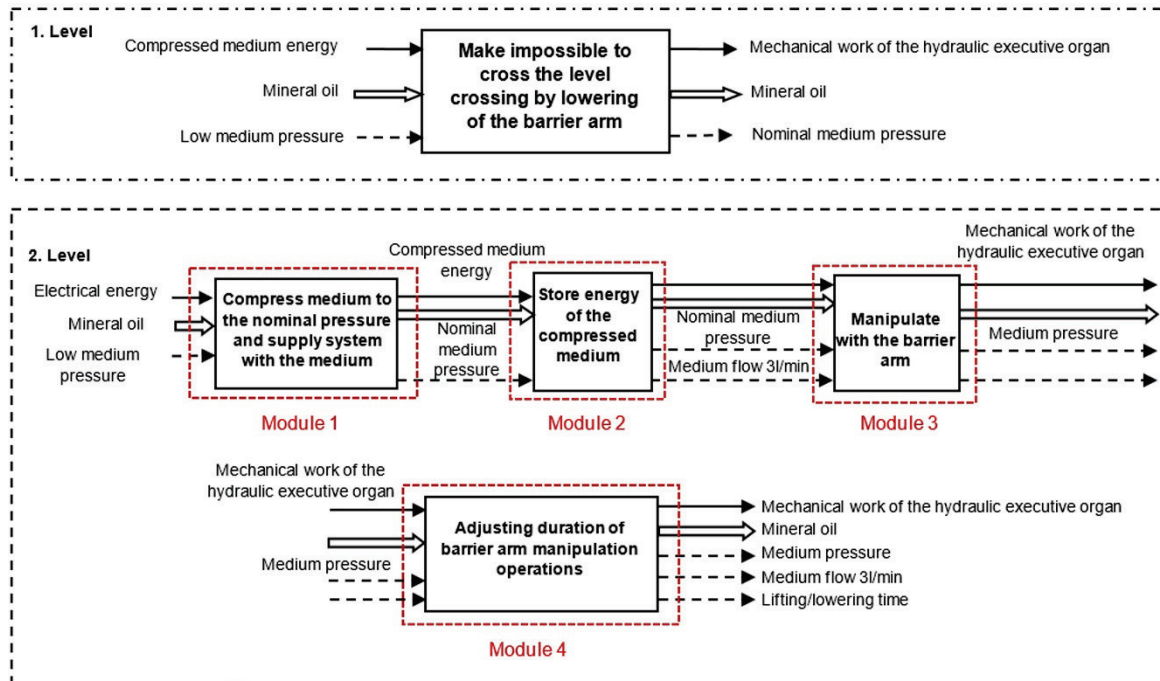 1. Level
Compressed medium energy
Mineral oil
Low medium pressure
Make impossible to
cross the level
crossing by lowering
of the barrier arm
Mechanical work of the hydraulic executive organ
Mineral oil
Nominal medium pressure
2. Level
Electrical energy
Mineral oil
Low medium
pressure
Compress medium to
the nominal pressure
and supply system
with the medium
Module 1
Compressed medium
energy
Nominal
medium
pressure
Store energy
of the
compressed
medium
Module 2
Nominal medium
pressure
Medium flow 3l/min
Manipulate
with the barrier
arm
Module 3
Mechanical work of the
hydraulic executive organ
Medium pressure
Mechanical work of the
hydraulic executive organ
Medium pressure
Adjusting duration of
barrier arm manipulation
operations
Module 4
Mechanical work of the hydraulic executive organ
Mineral oil
Medium pressure
Medium flow 3l/min
Lifting/lowering time